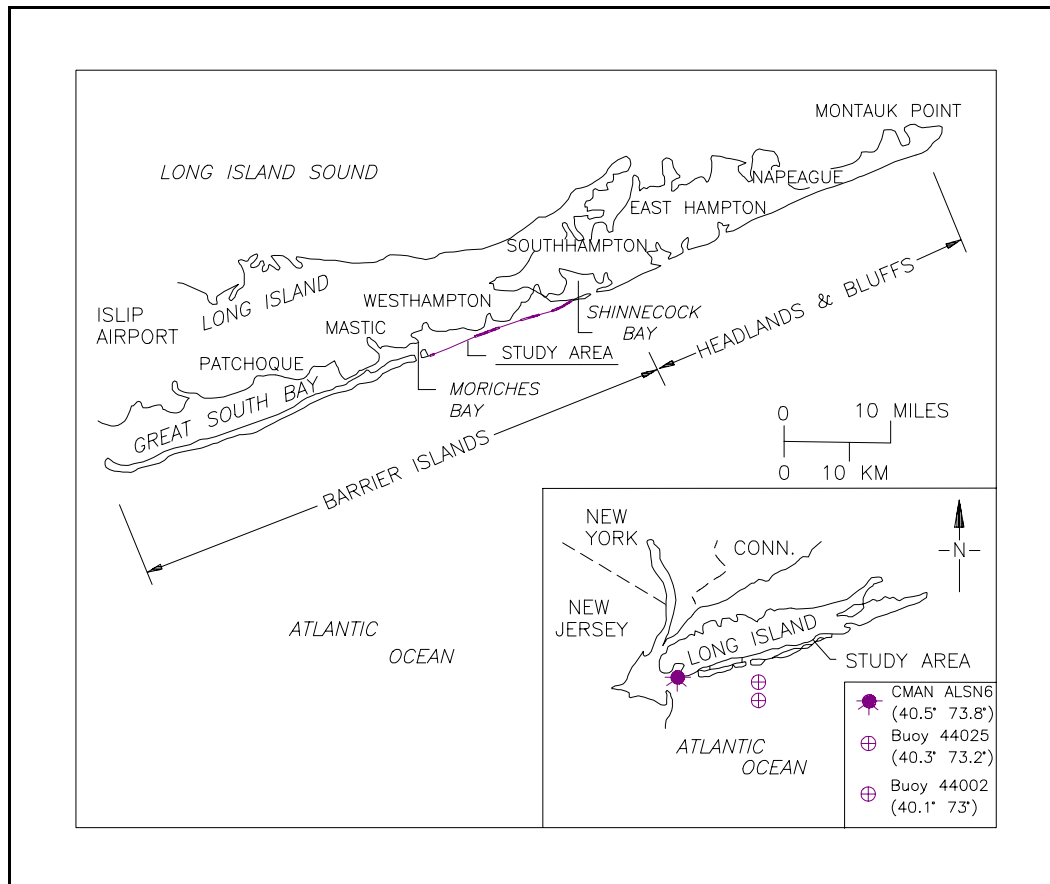 MONTAUK POINT
LONG ISLAND SOUND
NAPEAGUE
EAST HAMPTON
SOUTHHAMPTON
LONG ISLAND
WESTHAMPTON
ISLIP
AIRPORT
MASTIC
SHINNECOCK
BAY
HEADLANDS & BLUFFS
STUDY AREA
PATCHOQUE
MORICHES
BAY
GREAT SOUTH BAY
BARRIER ISLANDS
0 10 MILES
0 10 KM
ATLANTIC
OCEAN
NEW
YORK
CONN.
-N-
NEW
JERSEY
LONG ISLAND
STUDY AREA
ATLANTIC
OCEAN
CMAN ALSN6
(40.5° 73.8°)
Buoy 44025
(40.3° 73.2°)
Buoy 44002
(40.1° 73°)